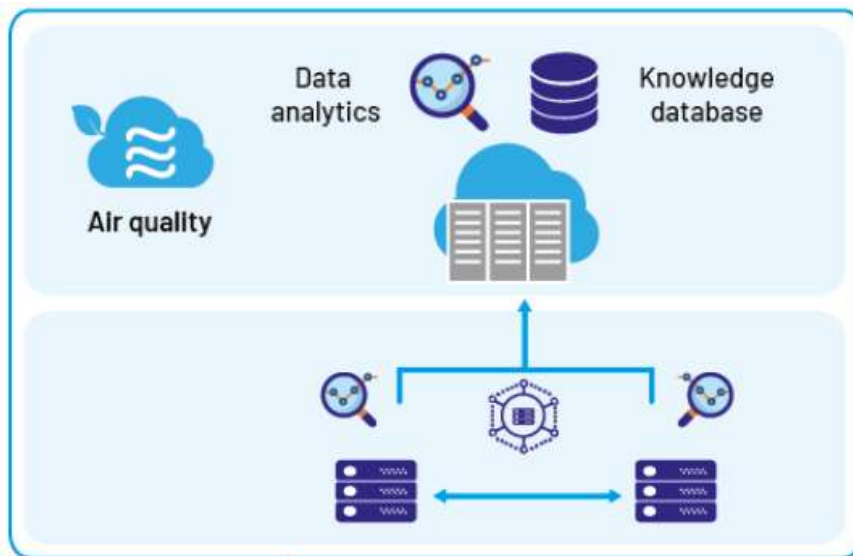 Data
analytics
Knowledge
database
Air quality